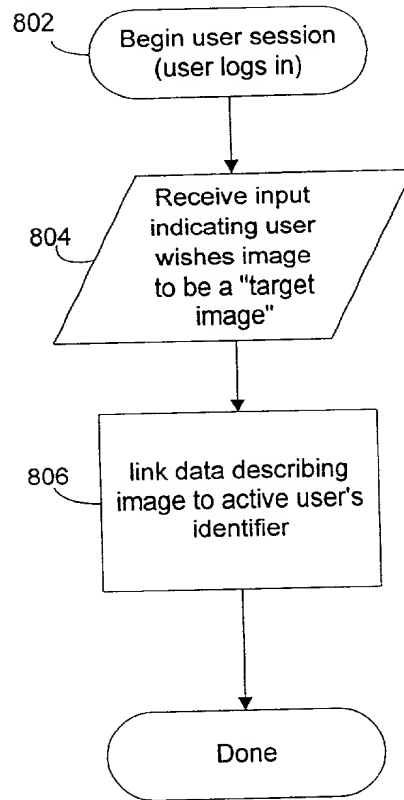 802
Begin user session
(user logs in)
804
Receive input
indicating user
wishes image
to be a "target
image"
806
link data describing
image to active user's
identifier
Done